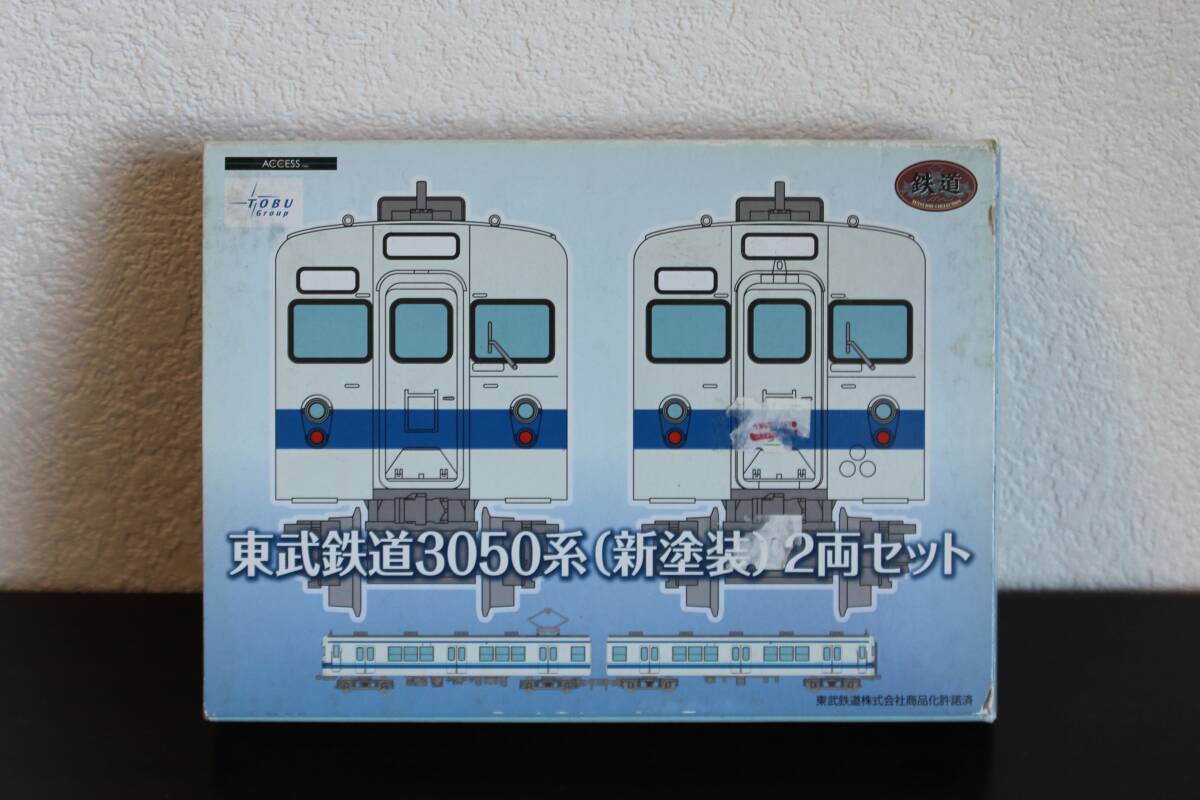 ACCESS
TOBU
Group
鉄道
東武鉄道3050系(新塗装)2両セット
東武鉄道株式会社商品化許諾済